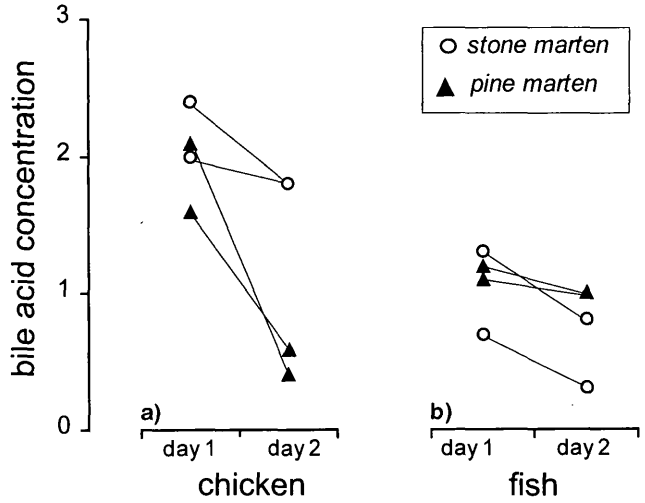 3
2
1
0
bile acid concentration
stone marten
pine marten
a)
day 1 day 2
chicken
b)
day 1 day 2
fish